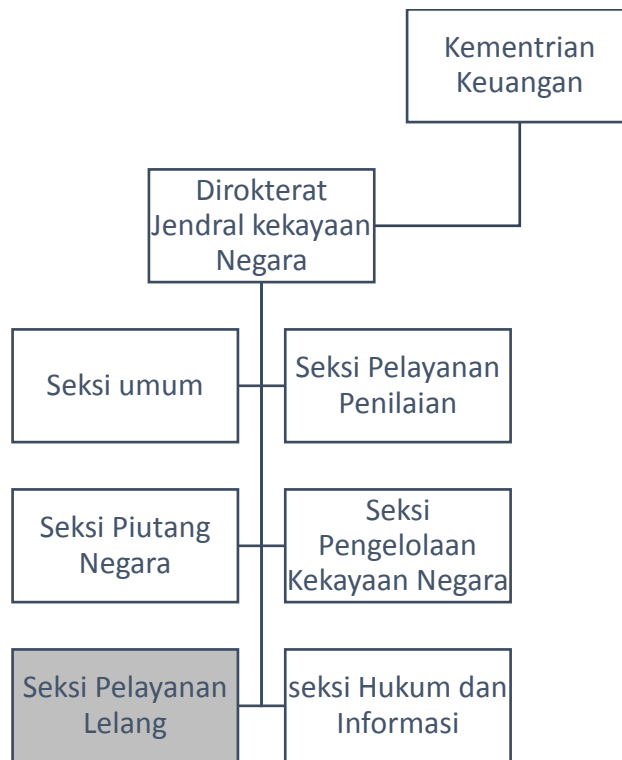 Kementrian
Keuangan
Dirokterat
Jendral kekayaan
Negara
Seksi umum
Seksi Pelayanan
Penilaian
Seksi Piutang
Negara
Seksi
Pengelolaan
Kekayaan Negara
Seksi Pelayanan
Lelang
seksi Hukum dan
Informasi